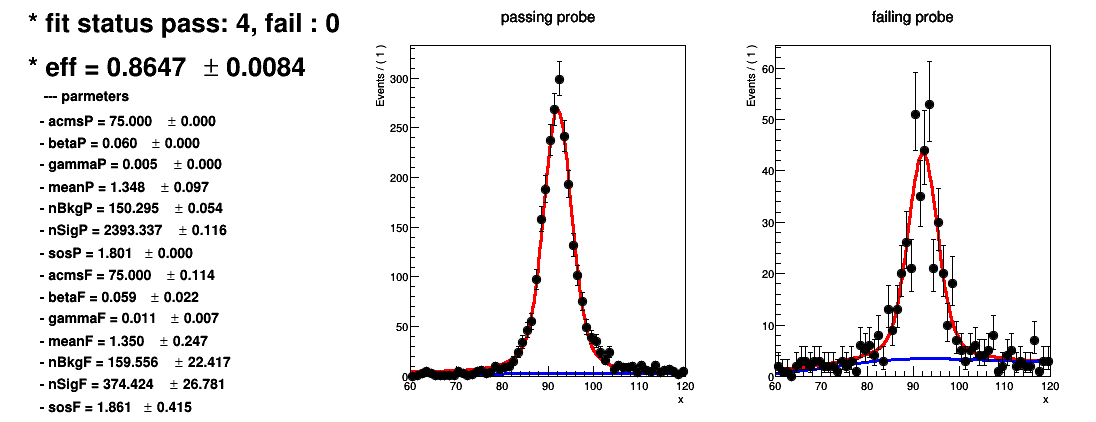 * fit status pass: 4, fail : 0
* eff = 0.8647 ± 0.0084
--- parmeters
- acmsP = 75.000 ± 0.000
- betaP = 0.060 ± 0.000
- gammaP = 0.005 ± 0.000
- meanP = 1.348 ± 0.097
- nBkgP = 150.295 ± 0.054
- nSigP = 2393.337 ± 0.116
- sosP = 1.801 ± 0.000
- acmsF = 75.000 ± 0.114
- betaF = 0.059 ± 0.022
- gammaF = 0.011 ± 0.007
- meanF = 1.350 ± 0.247
- nBkgF = 159.556 ± 22.417
- nSigF = 374.424 ± 26.781
- sosF = 1.861 ± 0.415
passing probe
Events / ( 1 )
300
250
200
150
100
50
0
60 70 80 90 100 110 120
x
failing probe
Events / ( 1 )
60
50
40
30
20
10
0
60 70 80 90 100 110 120
x